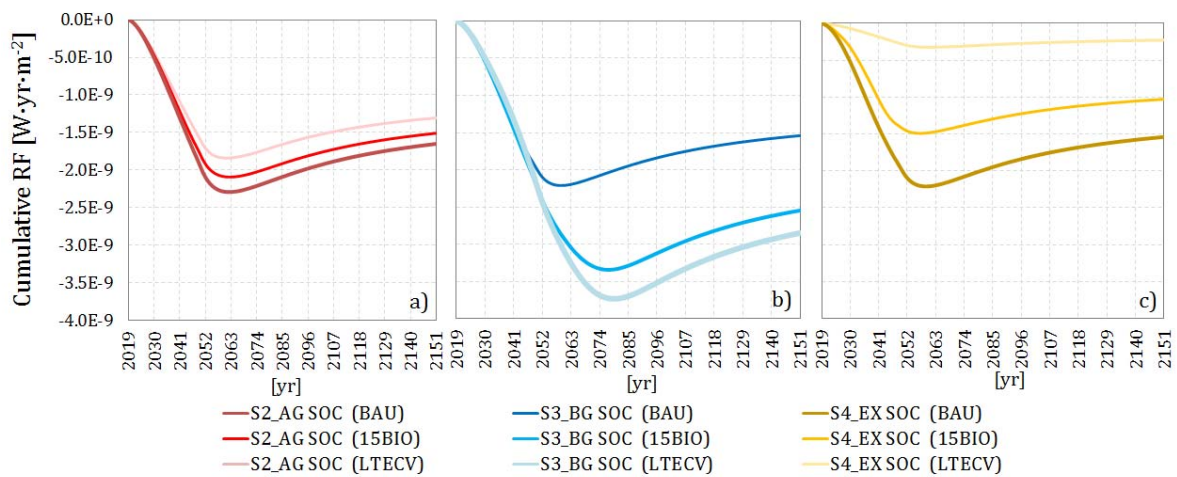 Cumulative RF [W·yr·m-2]
0.0E+0
-5.0E-10
-1.0E-9
-1.5E-9
-2.0E-9
-2.5E-9
-3.0E-9
-3.5E-9
-4.0E-9
a)
b)
c)
2019 2030 2041 2052 2063 2074 2085 2096 2107 2118 2129 2140 2151
2019 2030 2041 2052 2063 2074 2085 2096 2107 2118 2129 2140 2151
2019 2030 2041 2052 2063 2074 2085 2096 2107 2118 2129 2140 2151
[yr]
[yr]
[yr]
S2_AG SOC (BAU)
S3_BG SOC (BAU)
S4_EX SOC (BAU)
S2_AG SOC (15BIO)
S3_BG SOC (15BIO)
S4_EX SOC (15BIO)
S2_AG SOC (LTECV)
S3_BG SOC (LTECV)
S4_EX SOC (LTECV)